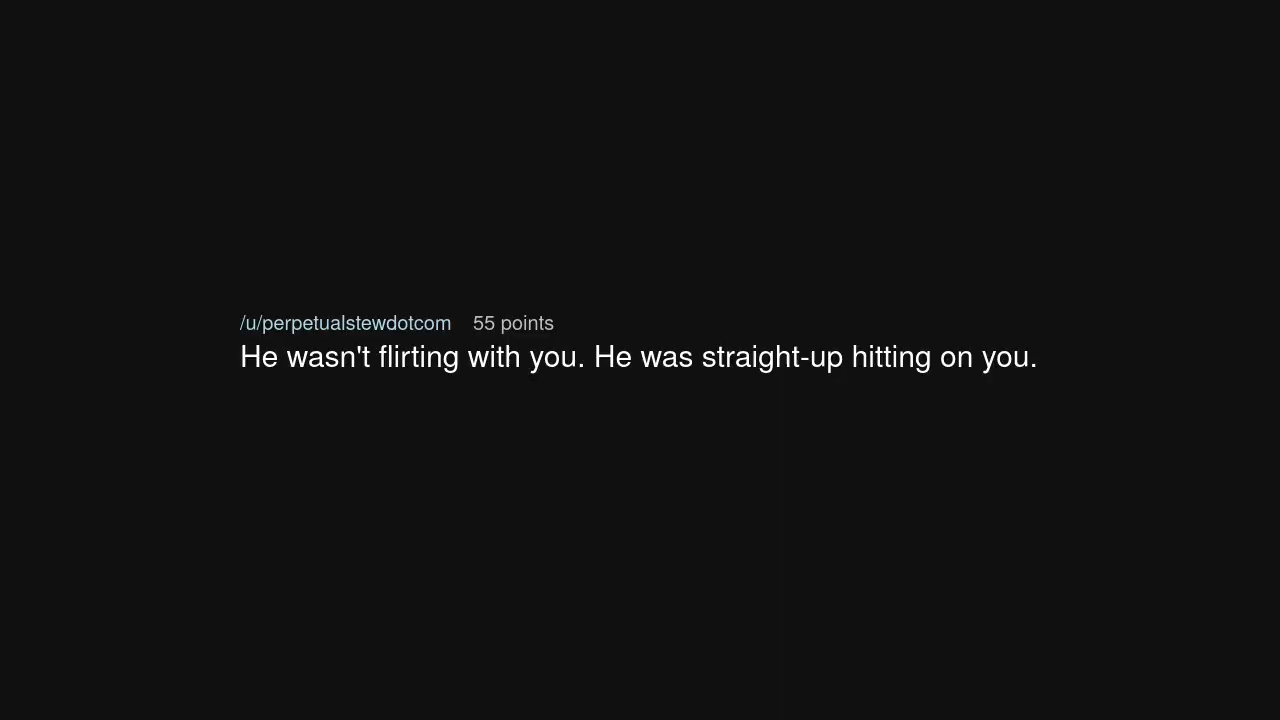 /u/perpetualstewdotcom 55 points
He wasn't flirting with you. He was straight-up hitting on you.